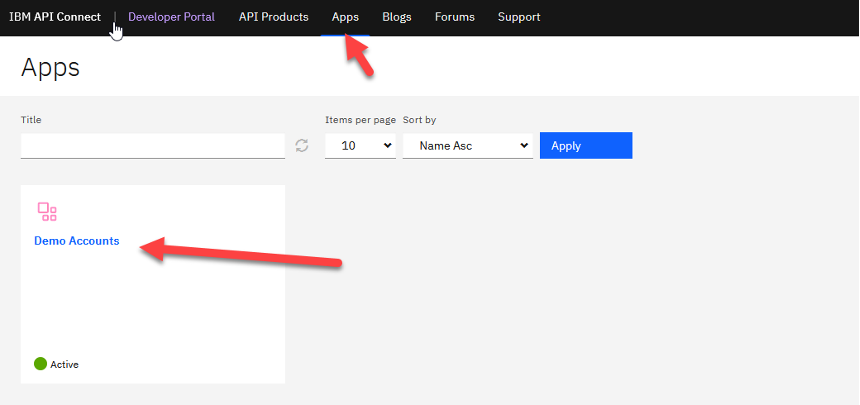 IBM API Connect | Developer Portal API Products Apps Blogs Forums Support
Apps
Title Items per page Sort by
10 Name Asc Apply
Demo Accounts
Active